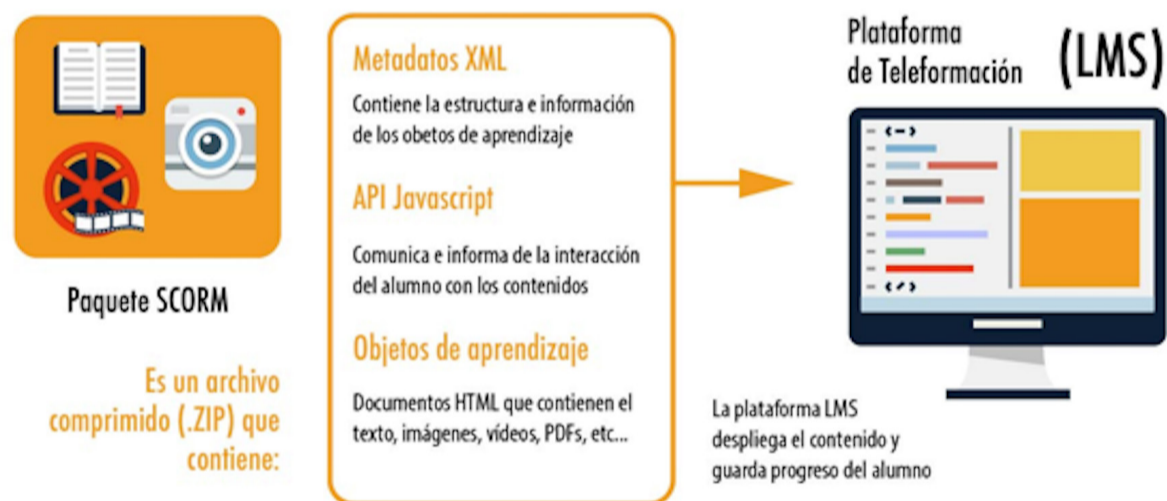 Paquete SCORM
Es un archivo
comprimido (.ZIP) que
contiene:
Metadatos XML
Contiene la estructura e información
de los obetos de aprendizaje
API Javascript
Comunica e informa de la interacción
del alumno con los contenidos
Objetos de aprendizaje
Documentos HTML que contienen el
texto, imágenes, vídeos, PDFs, etc...
Plataforma
de Teleformación
(LMS)
La plataforma LMS
despliega el contenido y
guarda progreso del alumno